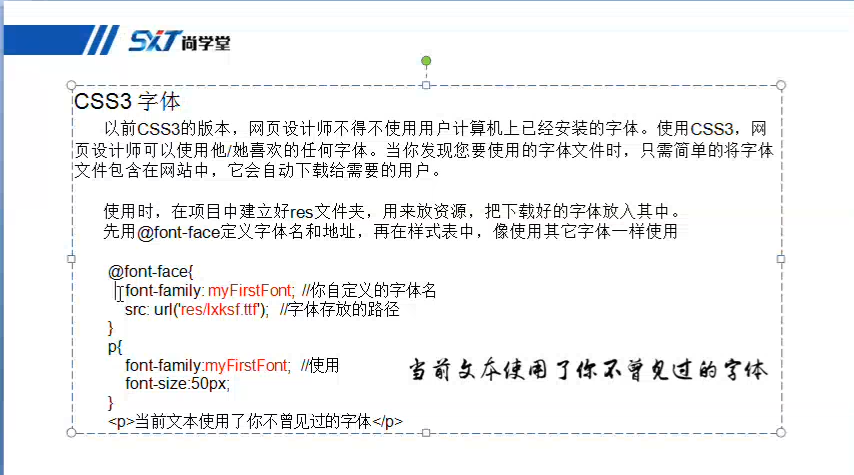 SXT尚学堂
CSS3 字体
以前CSS3的版本，网页设计师不得不使用用户计算机上已经安装的字体。使用CSS3，网
页设计师可以使用他/她喜欢的任何字体。当你发现您要使用的字体文件时，只需简单的将字体
文件包含在网站中，它会自动下载给需要的用户。
使用时，在项目中建立好res文件夹，用来放资源，把下载好的字体放入其中。
先用@font-face定义字体名和地址，再在样式表中，像使用其它字体一样使用
@font-face{
font-family: myFirstFont; //你自定义的字体名
src: url('res/lxksf.ttf'); //字体存放的路径
}
p{
font-family:myFirstFont; //使用
font-size:50px;
}
<p>当前文本使用了你不曾见过的字体</p>
当前文本使用了你不曾见过的字体